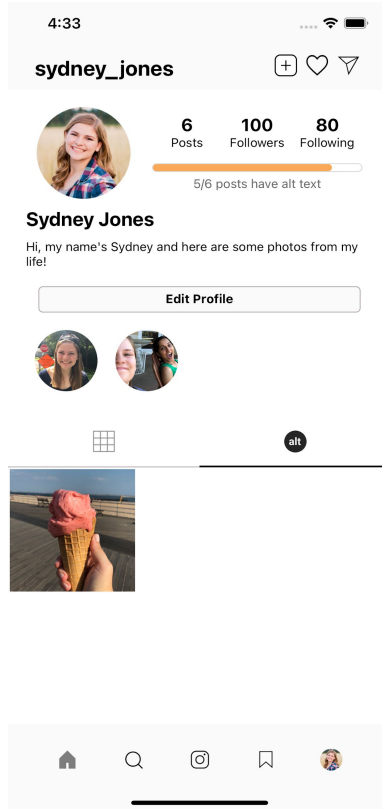 4:33
sydney_jones
6 100 80
Posts Followers Following
5/6 posts have alt text
Sydney Jones
Hi, my name's Sydney and here are some photos from my
life!
Edit Profile
alt